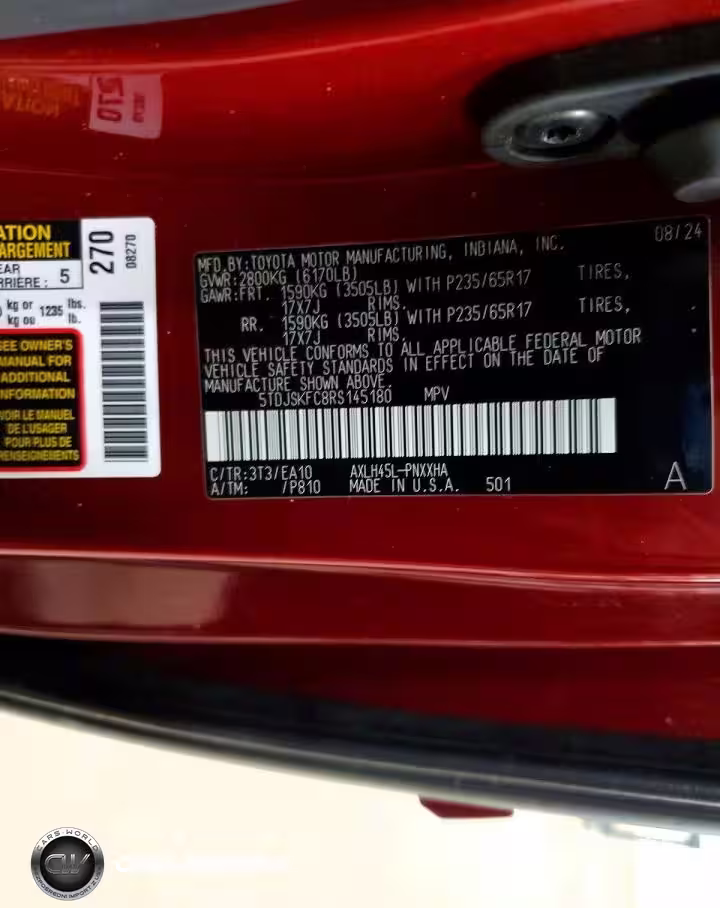 ATION
ARGEMENT
EAR
RRIÈRE : 5
kg or 1235 lbs.
kg ou lb.
SEE OWNER'S
MANUAL FOR
ADDITIONAL
INFORMATION
VOIR LE MANUEL
DE L'USAGER
POUR PLUS DE
RENSEIGNEMENTS
270
08270
08/24
MFD.BY:TOYOTA MOTOR MANUFACTURING, INDIANA, INC.
GVWR:2800KG (6170LB)
GAWR:FRT. 1590KG (3505LB) WITH P235/65R17 TIRES,
17X7J RIMS.
RR. 1590KG (3505LB) WITH P235/65R17 TIRES,
17X7J RIMS.
THIS VEHICLE CONFORMS TO ALL APPLICABLE FEDERAL MOTOR
VEHICLE SAFETY STANDARDS IN EFFECT ON THE DATE OF
MANUFACTURE SHOWN ABOVE.
5TDJSKFC8RS145180 MPV
C/TR:3T3/EA10 AXLH45L-PNXXHA
A/TM: /P810 MADE IN U.S.A. 501
A
CARS-WORLD
CW